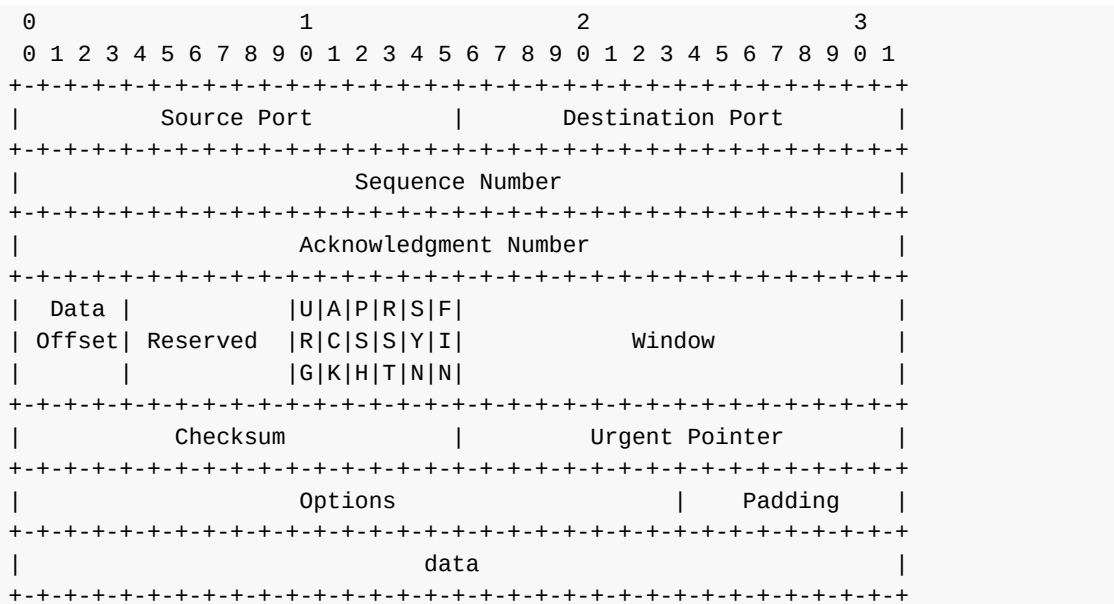 0                   1                   2                   3
 0 1 2 3 4 5 6 7 8 9 0 1 2 3 4 5 6 7 8 9 0 1 2 3 4 5 6 7 8 9 0 1
+-+-+-+-+-+-+-+-+-+-+-+-+-+-+-+-+-+-+-+-+-+-+-+-+-+-+-+-+-+-+-+-+
|          Source Port          |       Destination Port        |
+-+-+-+-+-+-+-+-+-+-+-+-+-+-+-+-+-+-+-+-+-+-+-+-+-+-+-+-+-+-+-+-+
|                        Sequence Number                        |
+-+-+-+-+-+-+-+-+-+-+-+-+-+-+-+-+-+-+-+-+-+-+-+-+-+-+-+-+-+-+-+-+
|                    Acknowledgment Number                      |
+-+-+-+-+-+-+-+-+-+-+-+-+-+-+-+-+-+-+-+-+-+-+-+-+-+-+-+-+-+-+-+-+
|  Data |           |U|A|P|R|S|F|                               |
| Offset| Reserved  |R|C|S|S|Y|I|            Window             |
|       |           |G|K|H|T|N|N|                               |
+-+-+-+-+-+-+-+-+-+-+-+-+-+-+-+-+-+-+-+-+-+-+-+-+-+-+-+-+-+-+-+-+
|           Checksum            |         Urgent Pointer        |
+-+-+-+-+-+-+-+-+-+-+-+-+-+-+-+-+-+-+-+-+-+-+-+-+-+-+-+-+-+-+-+-+
|                    Options                    |    Padding    |
+-+-+-+-+-+-+-+-+-+-+-+-+-+-+-+-+-+-+-+-+-+-+-+-+-+-+-+-+-+-+-+-+
|                             data                              |
+-+-+-+-+-+-+-+-+-+-+-+-+-+-+-+-+-+-+-+-+-+-+-+-+-+-+-+-+-+-+-+-+